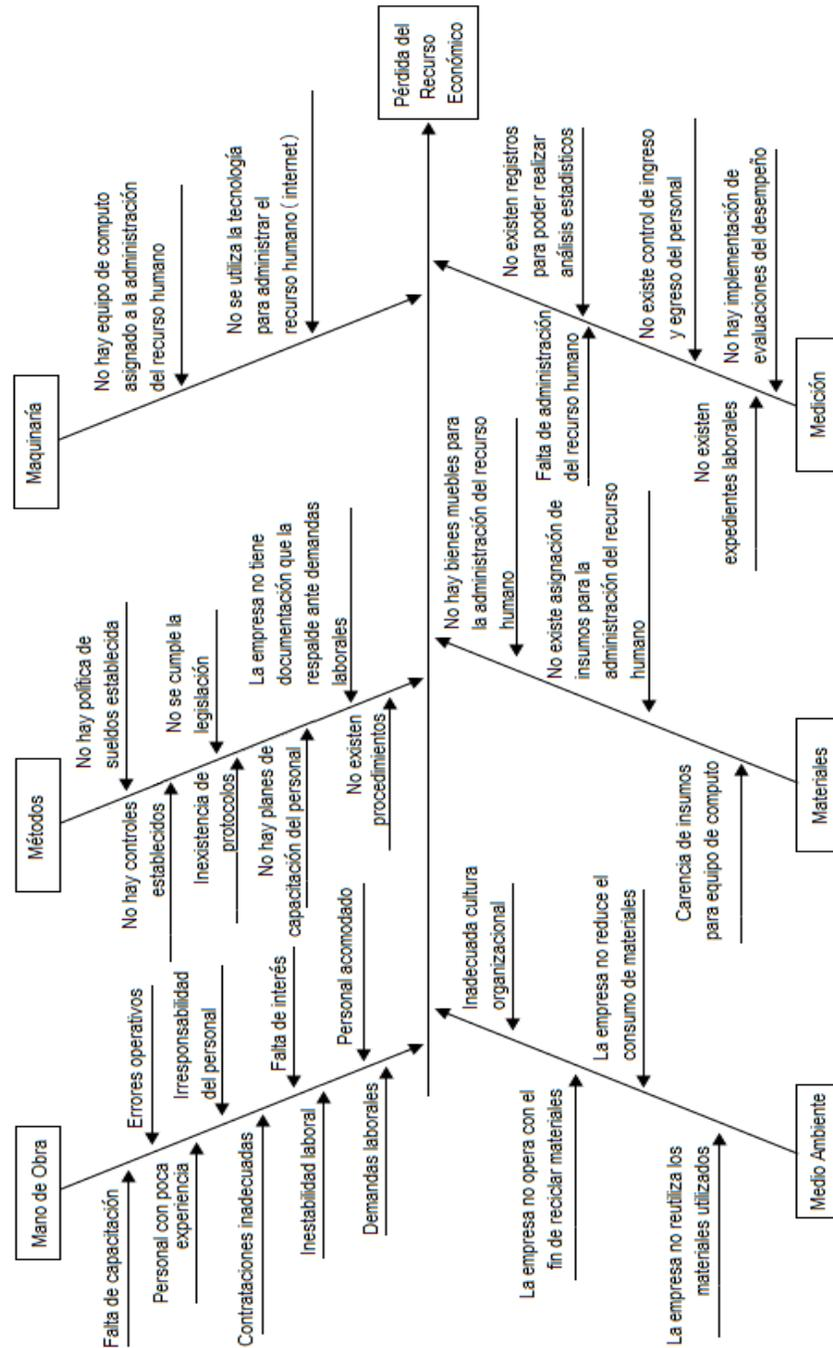 Mano de Obra
Falta de capacitación
Errores operativos
Personal con poca
experiencia
Irresponsabilidad
del personal
Contrataciones inadecuadas
Falta de interés
Inestabilidad laboral
Personal acomodado
Demandas laborales
Métodos
No hay política de
sueldos establecida
No hay controles
establecidos
No se cumple la
legislación
Inexistencia de
protocolos
La empresa no tiene
documentación que la
respalde ante demandas
laborales
No hay planes de
capacitación del personal
No existen
procedimientos
Maquinaría
No hay equipo de computo
asignado a la administración
del recurso humano
No se utiliza la tecnología
para administrar el
recurso humano ( internet)
Pérdida del
Recurso
Económico
Inadecuada cultura
organizacional
La empresa no opera con el
fin de reciclar materiales
La empresa no reduce el
consumo de materiales
La empresa no reutiliza los
materiales utilizados
Medio Ambiente
No hay bienes muebles para
la administración del recurso
humano
No existe asignación de
insumos para la
administración del recurso
humano
Carencia de insumos
para equipo de computo
Materiales
No existen registros
para poder realizar
análisis estadisticos
Falta de administración
del recurso humano
No existe control de ingreso
y egreso del personal
No existen
expedientes laborales
No hay implementación de
evaluaciones del desempeño
Medición